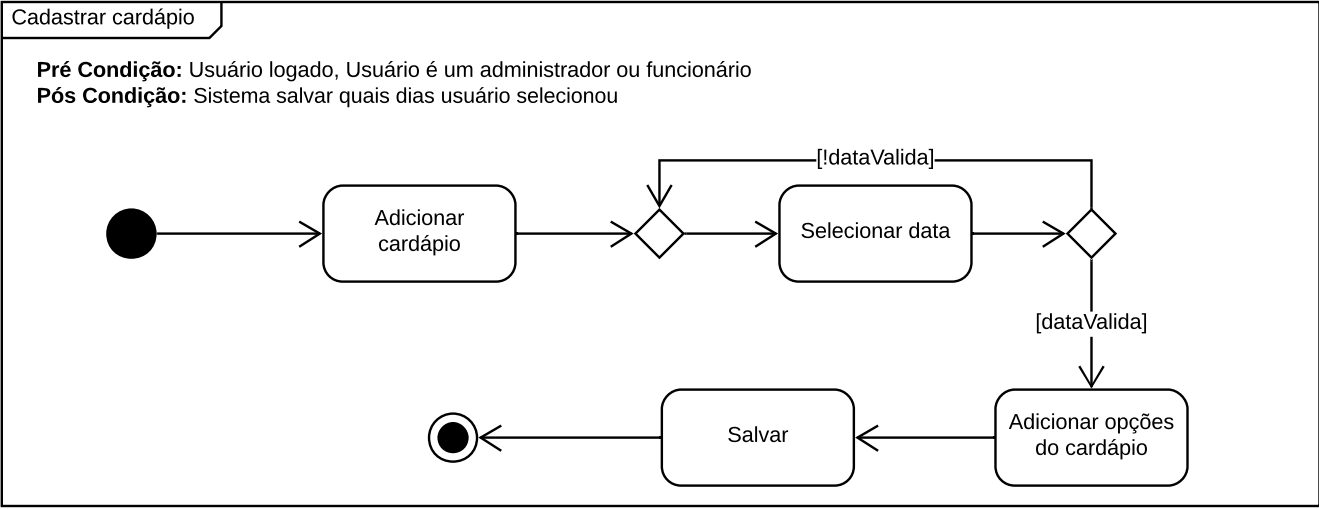 Cadastrar cardápio
Pré Condição: Usuário logado, Usuário é um administrador ou funcionário
Pós Condição: Sistema salvar quais dias usuário selecionou
[!dataValida]
Adicionar
cardápio
Selecionar data
[dataValida]
Adicionar opções
do cardápio
Salvar